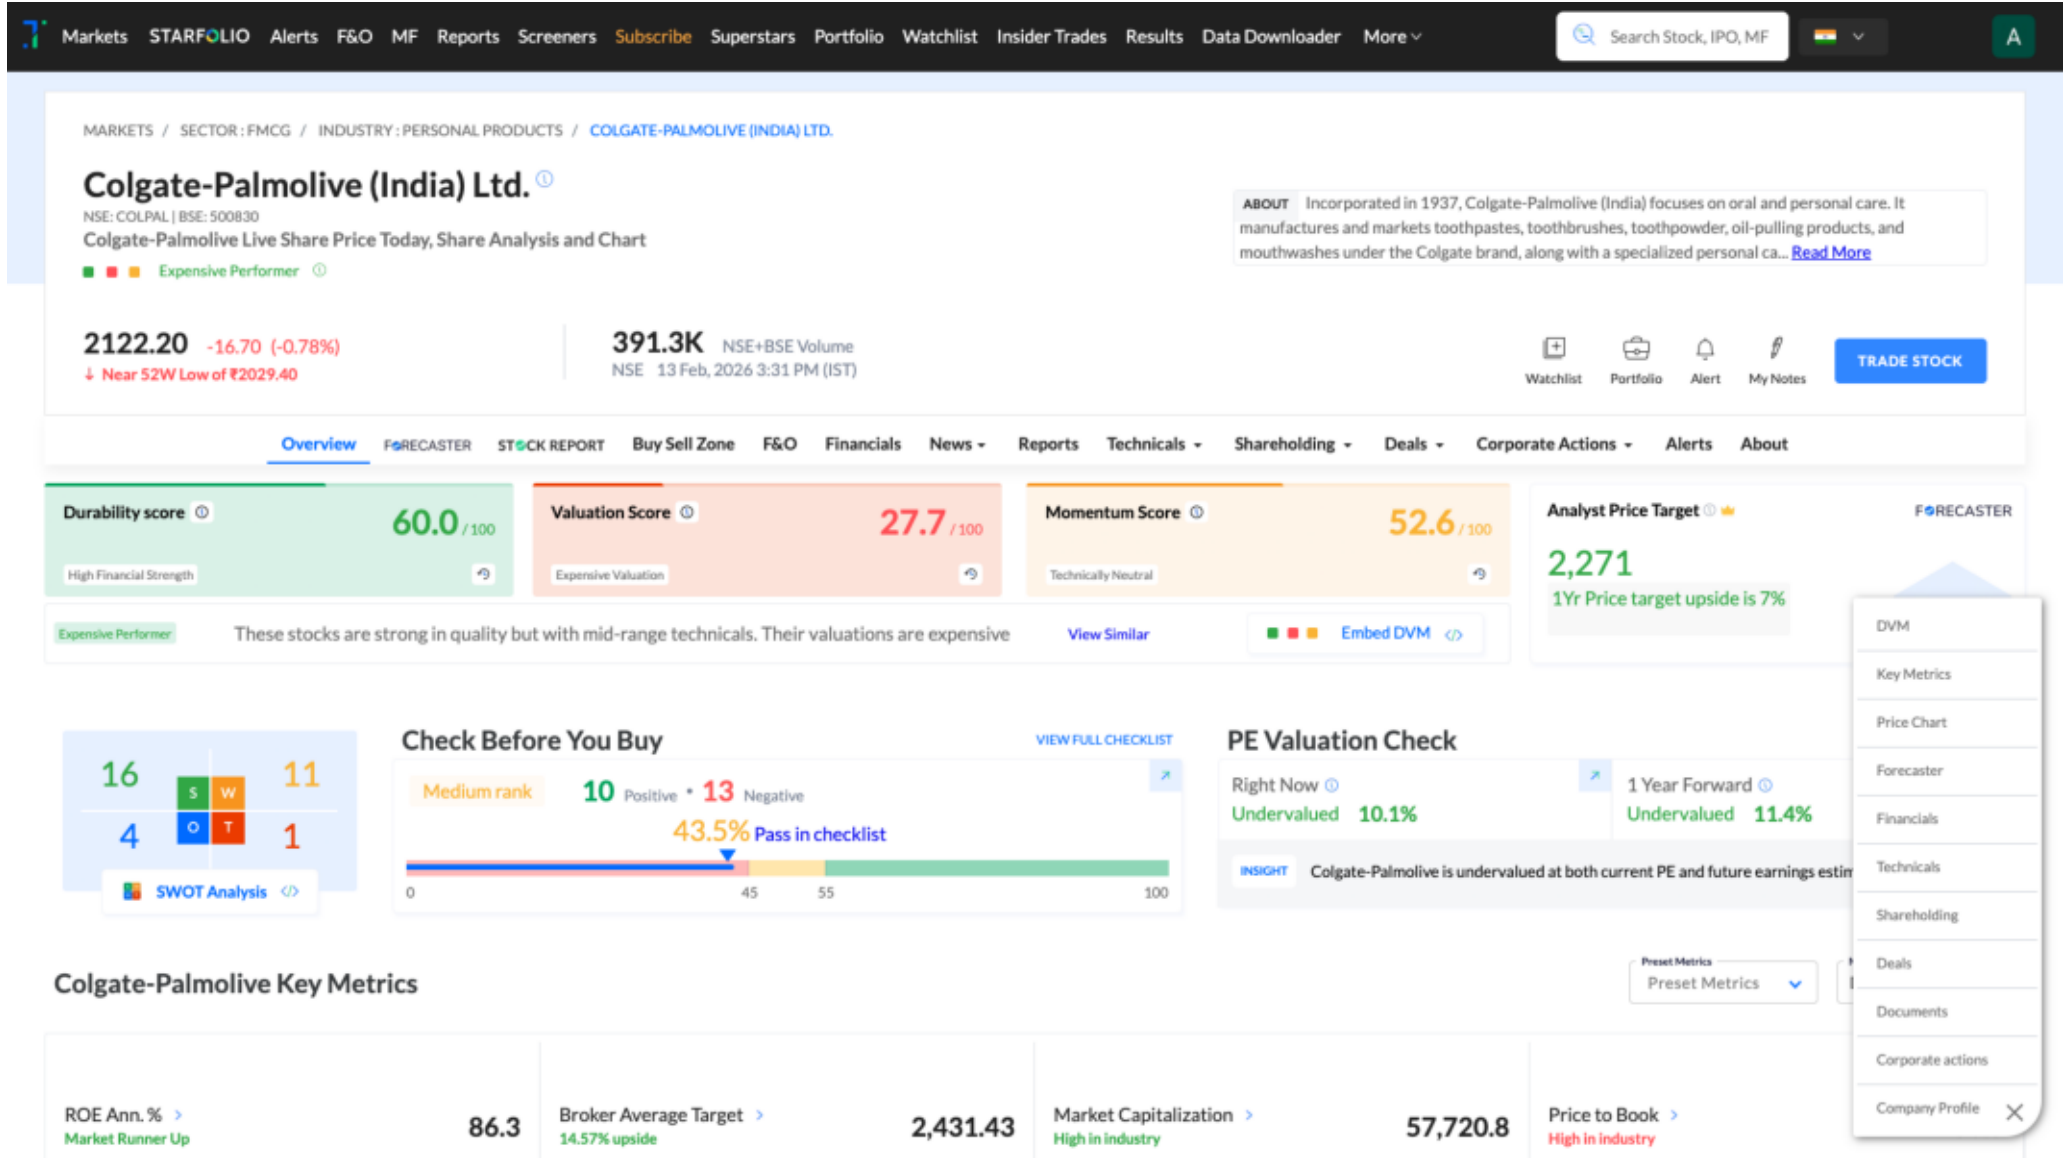 Markets STARFOLIO Alerts F&O MF Reports Screeners Subscribe Superstars Portfolio Watchlist Insider Trades Results Data Downloader More Search Stock, IPO, MF A
MARKETS / SECTOR : FMCG / INDUSTRY : PERSONAL PRODUCTS / COLGATE-PALMOLIVE (INDIA) LTD.
Colgate-Palmolive (India) Ltd.
NSE: COLPAL | BSE: 500830
Colgate-Palmolive Live Share Price Today, Share Analysis and Chart
Expensive Performer
ABOUT Incorporated in 1937, Colgate-Palmolive (India) focuses on oral and personal care. It
manufactures and markets toothpastes, toothbrushes, toothpowder, oil-pulling products, and
mouthwashes under the Colgate brand, along with a specialized personal ca... Read More
2122.20 -16.70 (-0.78%)
↓ Near 52W Low of ₹2029.40
391.3K NSE+BSE Volume
NSE 13 Feb, 2026 3:31 PM (IST)
Watchlist Portfolio Alert My Notes TRADE STOCK
Overview FORECASTER STOCK REPORT Buy Sell Zone F&O Financials News Reports Technicals Shareholding Deals Corporate Actions Alerts About
Durability score 60.0 / 100
High Financial Strength
Valuation Score 27.7 / 100
Expensive Valuation
Momentum Score 52.6 / 100
Technically Neutral
Analyst Price Target FORECASTER
2,271
1Yr Price target upside is 7%
Expensive Performer These stocks are strong in quality but with mid-range technicals. Their valuations are expensive View Similar Embed DVM </>
16 S W 11
4 O T 1
SWOT Analysis </>
Check Before You Buy VIEW FULL CHECKLIST
Medium rank 10 Positive • 13 Negative
43.5% Pass in checklist
0 45 55 100
PE Valuation Check
Right Now
Undervalued 10.1%
1 Year Forward
Undervalued 11.4%
INSIGHT Colgate-Palmolive is undervalued at both current PE and future earnings estim
Colgate-Palmolive Key Metrics
Preset Metrics
Preset Metrics
ROE Ann. % > 86.3
Market Runner Up
Broker Average Target > 2,431.43
14.57% upside
Market Capitalization > 57,720.8
High in industry
Price to Book >
High in industry
DVM
Key Metrics
Price Chart
Forecaster
Financials
Technicals
Shareholding
Deals
Documents
Corporate actions
Company Profile